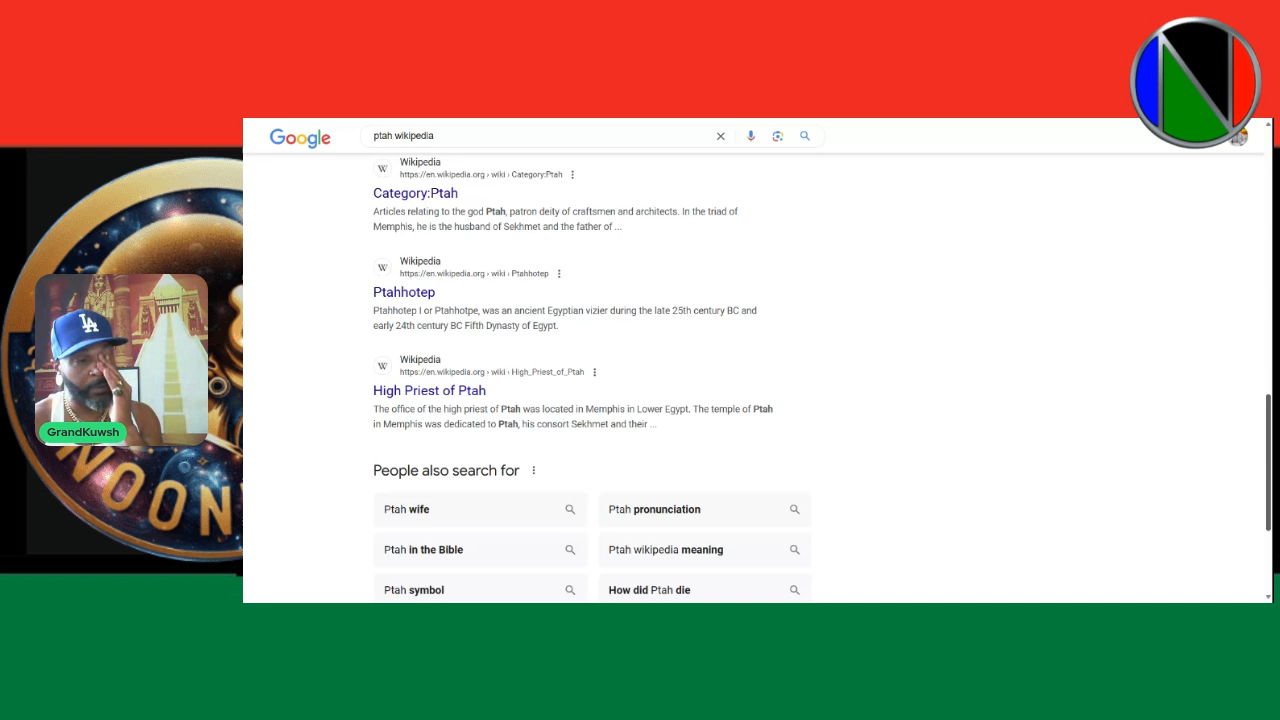 Google
ptah wikipedia
Wikipedia
https://en.wikipedia.org › wiki › Category:Ptah
Category:Ptah
Articles relating to the god Ptah, patron deity of craftsmen and architects. In the triad of
Memphis, he is the husband of Sekhmet and the father of ...
W
Wikipedia
https://en.wikipedia.org › wiki › Ptahhotep
Ptahhotep
Ptahhotep I or Ptahhotpe, was an ancient Egyptian vizier during the late 25th century BC and
early 24th century BC Fifth Dynasty of Egypt.
W
Wikipedia
https://en.wikipedia.org › wiki › High_Priest_of_Ptah
High Priest of Ptah
The office of the high priest of Ptah was located in Memphis in Lower Egypt. The temple of Ptah
in Memphis was dedicated to Ptah, his consort Sekhmet and their ...
W
People also search for
Ptah wife
Ptah pronunciation
Ptah in the Bible
Ptah wikipedia meaning
Ptah symbol
How did Ptah die
LA
GrandKuwsh
NOON
N